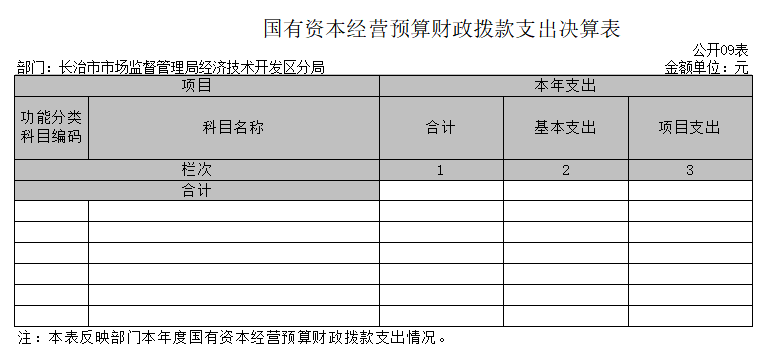 国有资本经营预算财政拨款支出决算表
公开09表
部门：长治市市场监督管理局经济技术开发区分局 金额单位：元
项目 本年支出
功能分类科目编码 科目名称 合计 基本支出 项目支出
栏次 1 2 3
合计
注：本表反映部门本年度国有资本经营预算财政拨款支出情况。